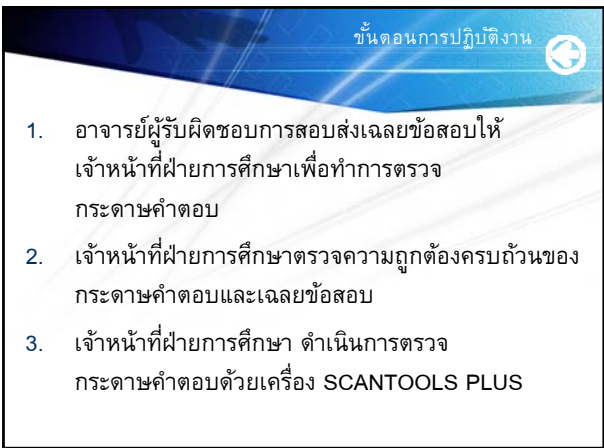 ขั้นตอนการปฏิบัติงาน
1. อาจารย์ผู้รับผิดชอบการสอบส่งเฉลยข้อสอบให้
เจ้าหน้าที่ฝ่ายการศึกษาเพื่อทำการตรวจ
กระดาษคำตอบ
2. เจ้าหน้าที่ฝ่ายการศึกษาตรวจความถูกต้องครบถ้วนของ
กระดาษคำตอบและเฉลยข้อสอบ
3. เจ้าหน้าที่ฝ่ายการศึกษา ดำเนินการตรวจ
กระดาษคำตอบด้วยเครื่อง SCANTOOLS PLUS